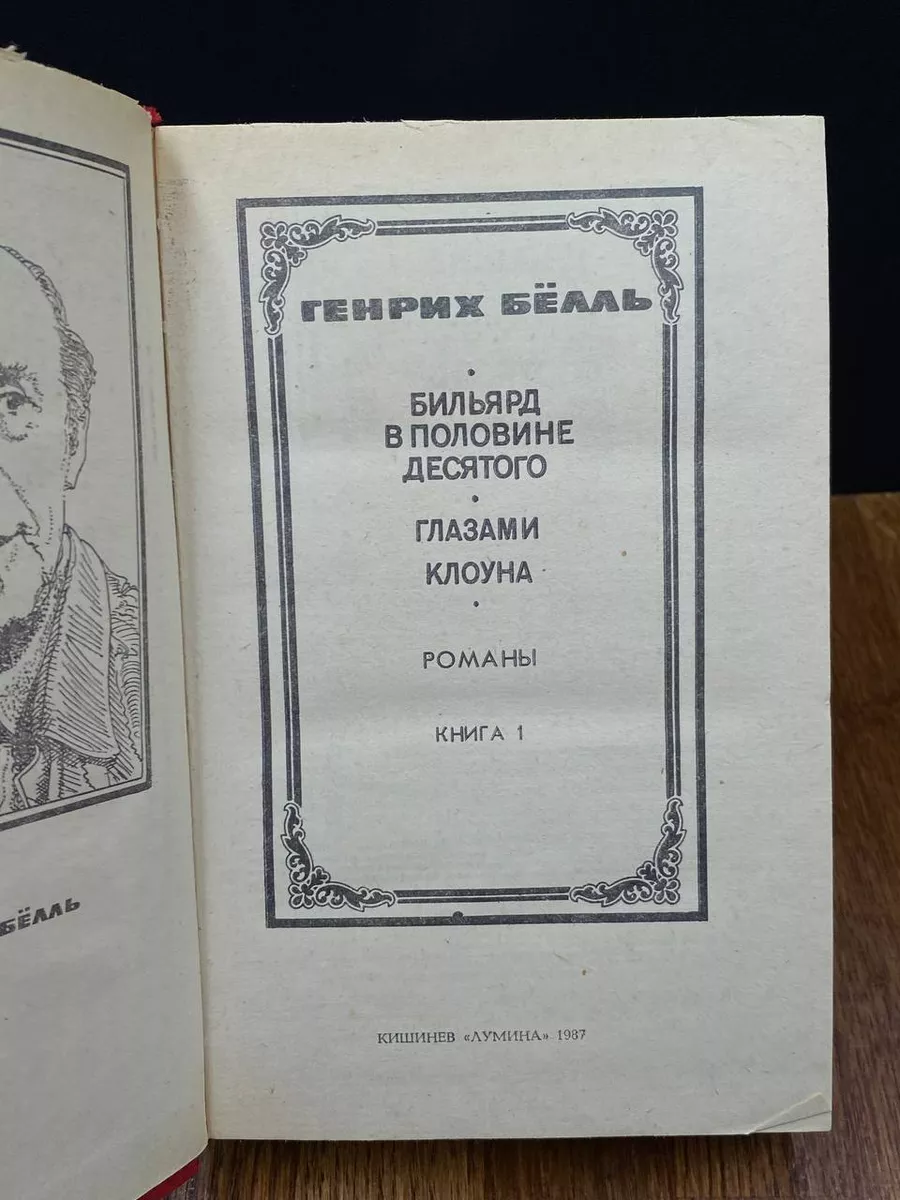 БЁЛЛЬ
ГЕНРИХ БЁЛЛЬ
БИЛЬЯРД
В ПОЛОВИНЕ
ДЕСЯТОГО
ГЛАЗАМИ
КЛОУНА
РОМАНЫ
КНИГА 1
КИШИНЕВ «ЛУМИНА» 1987